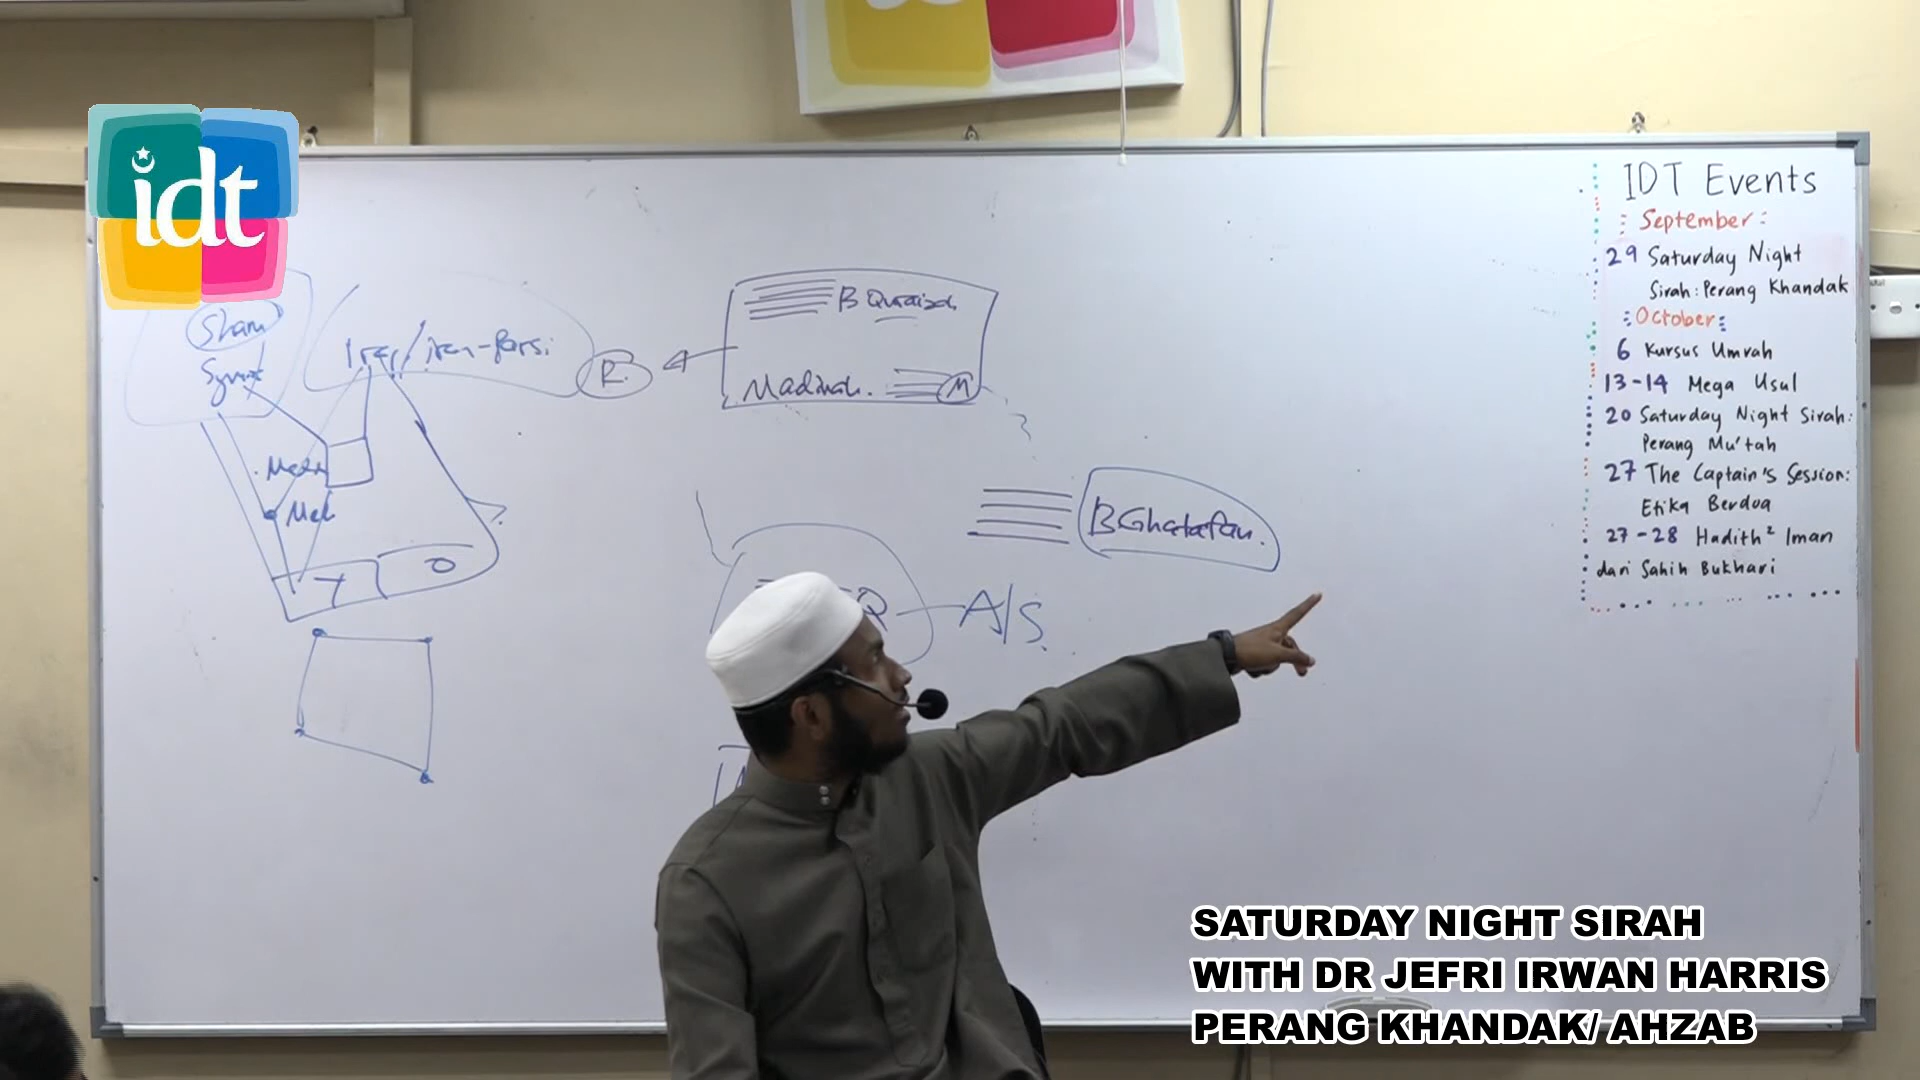 idt
Sham
Iraq/iran-farsi
R.
B Quraizah
Madinah.
M
B Ghatafan.
Q
A/S.
Y
O
IDT Events
September:
29 Saturday Night
Sirah: Perang Khandak
October:
6 Kursus Umrah
13-14 Mega Usul
20 Saturday Night Sirah:
Perang Mu'tah
27 The Captain's Session:
Etika Berdoa
27-28 Hadith² Iman
dari Sahih Bukhari
SATURDAY NIGHT SIRAH
WITH DR JEFRI IRWAN HARRIS
PERANG KHANDAK/ AHZAB